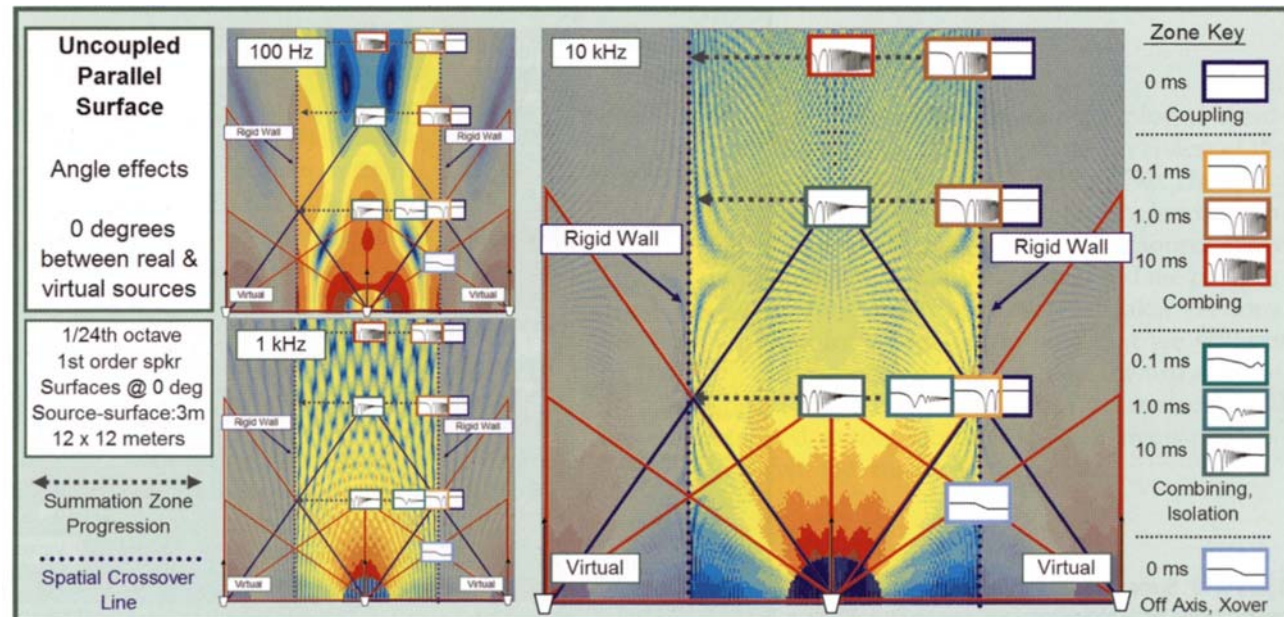 Uncoupled
Parallel
Surface
Angle effects
0 degrees
between real &
virtual sources
1/24th octave
1st order spkr
Surfaces @ 0 deg
Source-surface:3m
12 x 12 meters
Summation Zone
Progression
Spatial Crossover
Line
100 Hz
Rigid Wall
Rigid Wall
Virtual
Virtual
1 kHz
Rigid Wall
Rigid Wall
Virtual
Virtual
10 kHz
Rigid Wall
Rigid Wall
Virtual
Virtual
Zone Key
0 ms
Coupling
0.1 ms
1.0 ms
10 ms
Combing
0.1 ms
1.0 ms
10 ms
Combining,
Isolation
0 ms
Off Axis, Xover